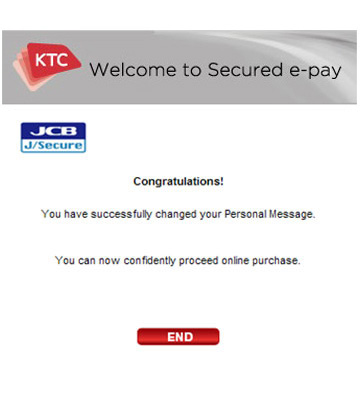 KTC
Welcome to Secured e-pay
JCB
J/Secure
Congratulations!
You have successfully changed your Personal Message.
You can now confidently proceed online purchase.
END